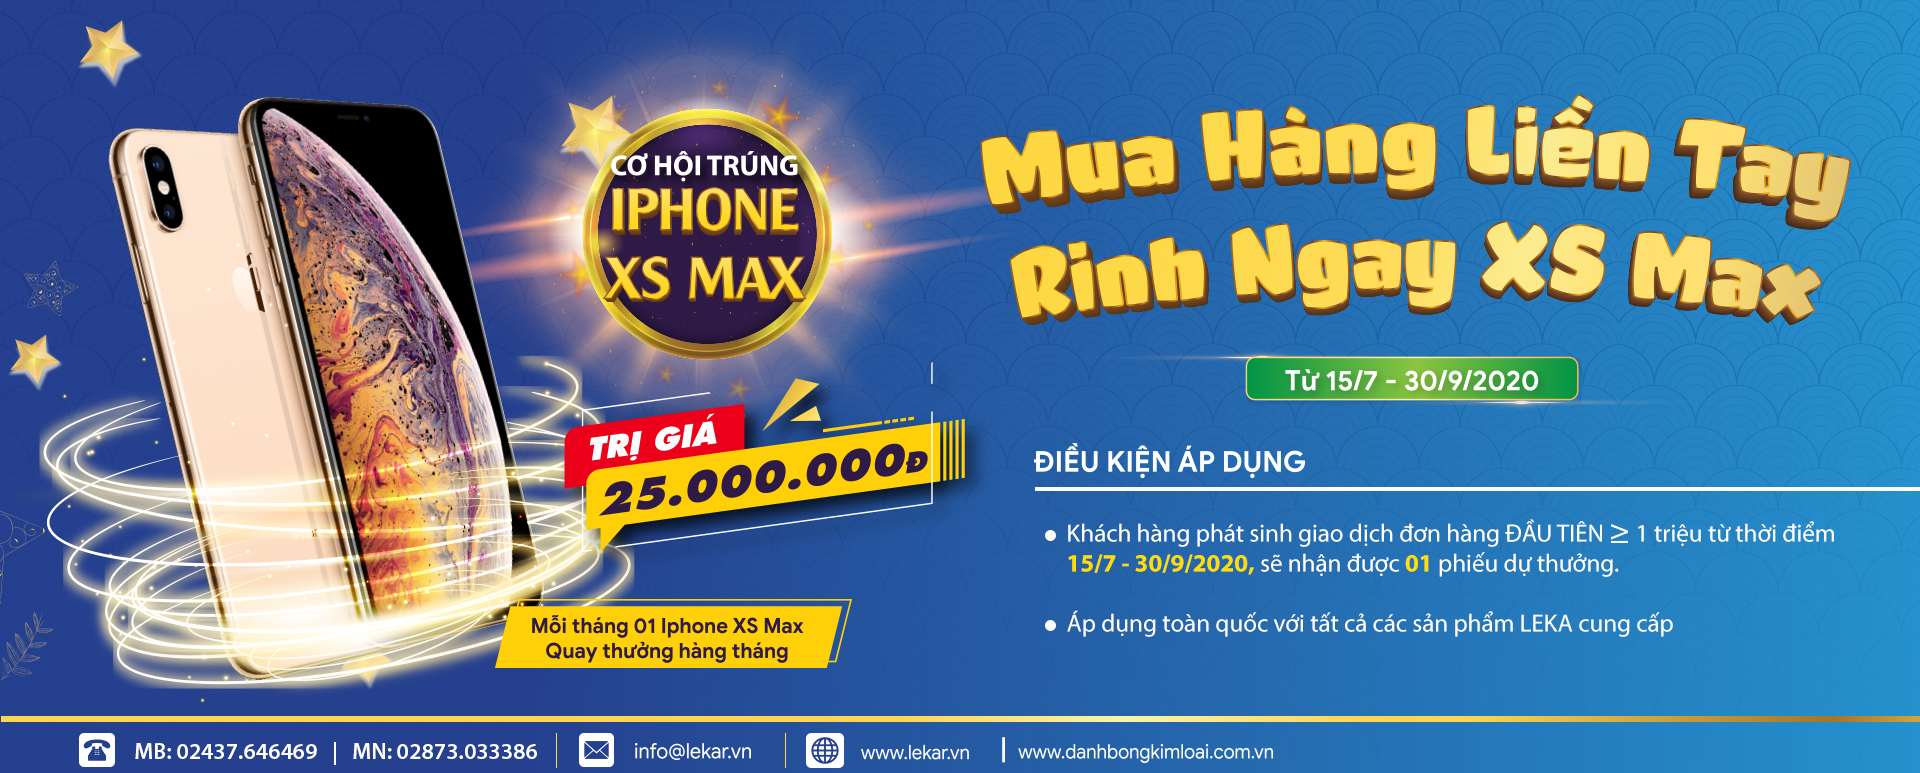 CƠ HỘI TRÚNG
IPHONE
XS MAX
TRỊ GIÁ
25.000.000Đ
Mỗi tháng 01 Iphone XS Max
Quay thưởng hàng tháng
Mua Hàng Liền Tay
Rinh Ngay XS Max
Từ 15/7 - 30/9/2020
ĐIỀU KIỆN ÁP DỤNG
• Khách hàng phát sinh giao dịch đơn hàng ĐẦU TIÊN ≥ 1 triệu từ thời điểm
15/7 - 30/9/2020, sẽ nhận được 01 phiếu dự thưởng.
• Áp dụng toàn quốc với tất cả các sản phẩm LEKA cung cấp
MB: 02437.646469 | MN: 02873.033386 | info@lekar.vn | www.lekar.vn | www.danhbongkimloai.com.vn